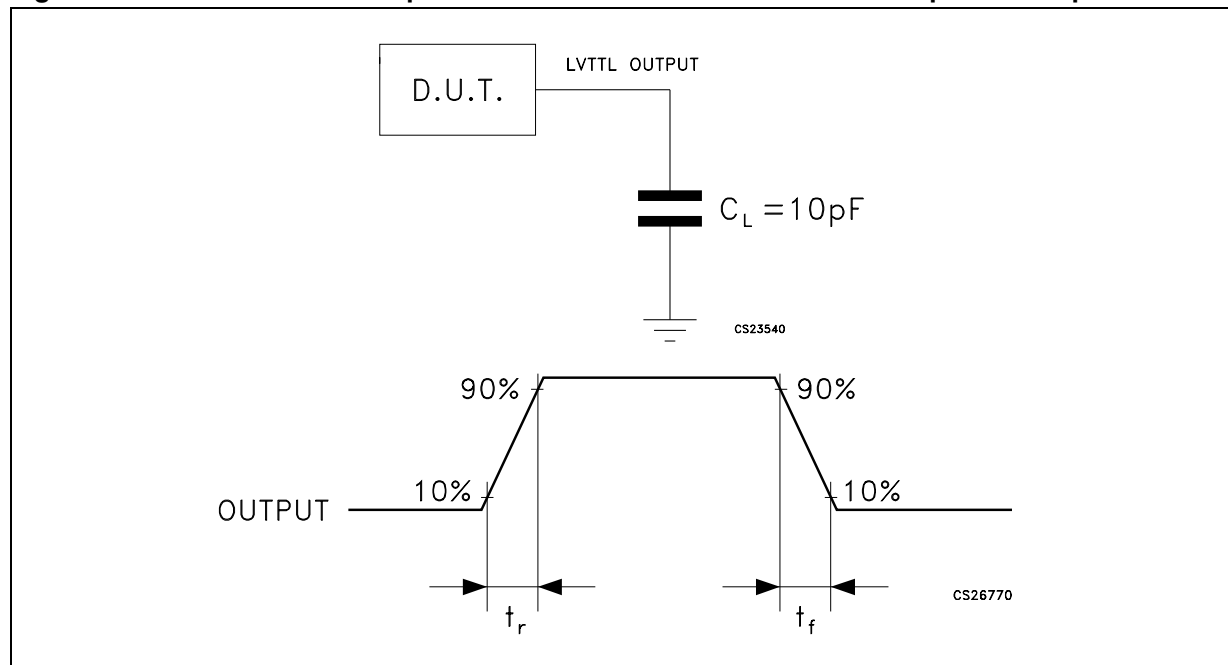 LVTTL OUTPUT
D.U.T.
C_L =10pF
CS23540
90% 90%
10% 10%
OUTPUT
CS26770
t_r t_f